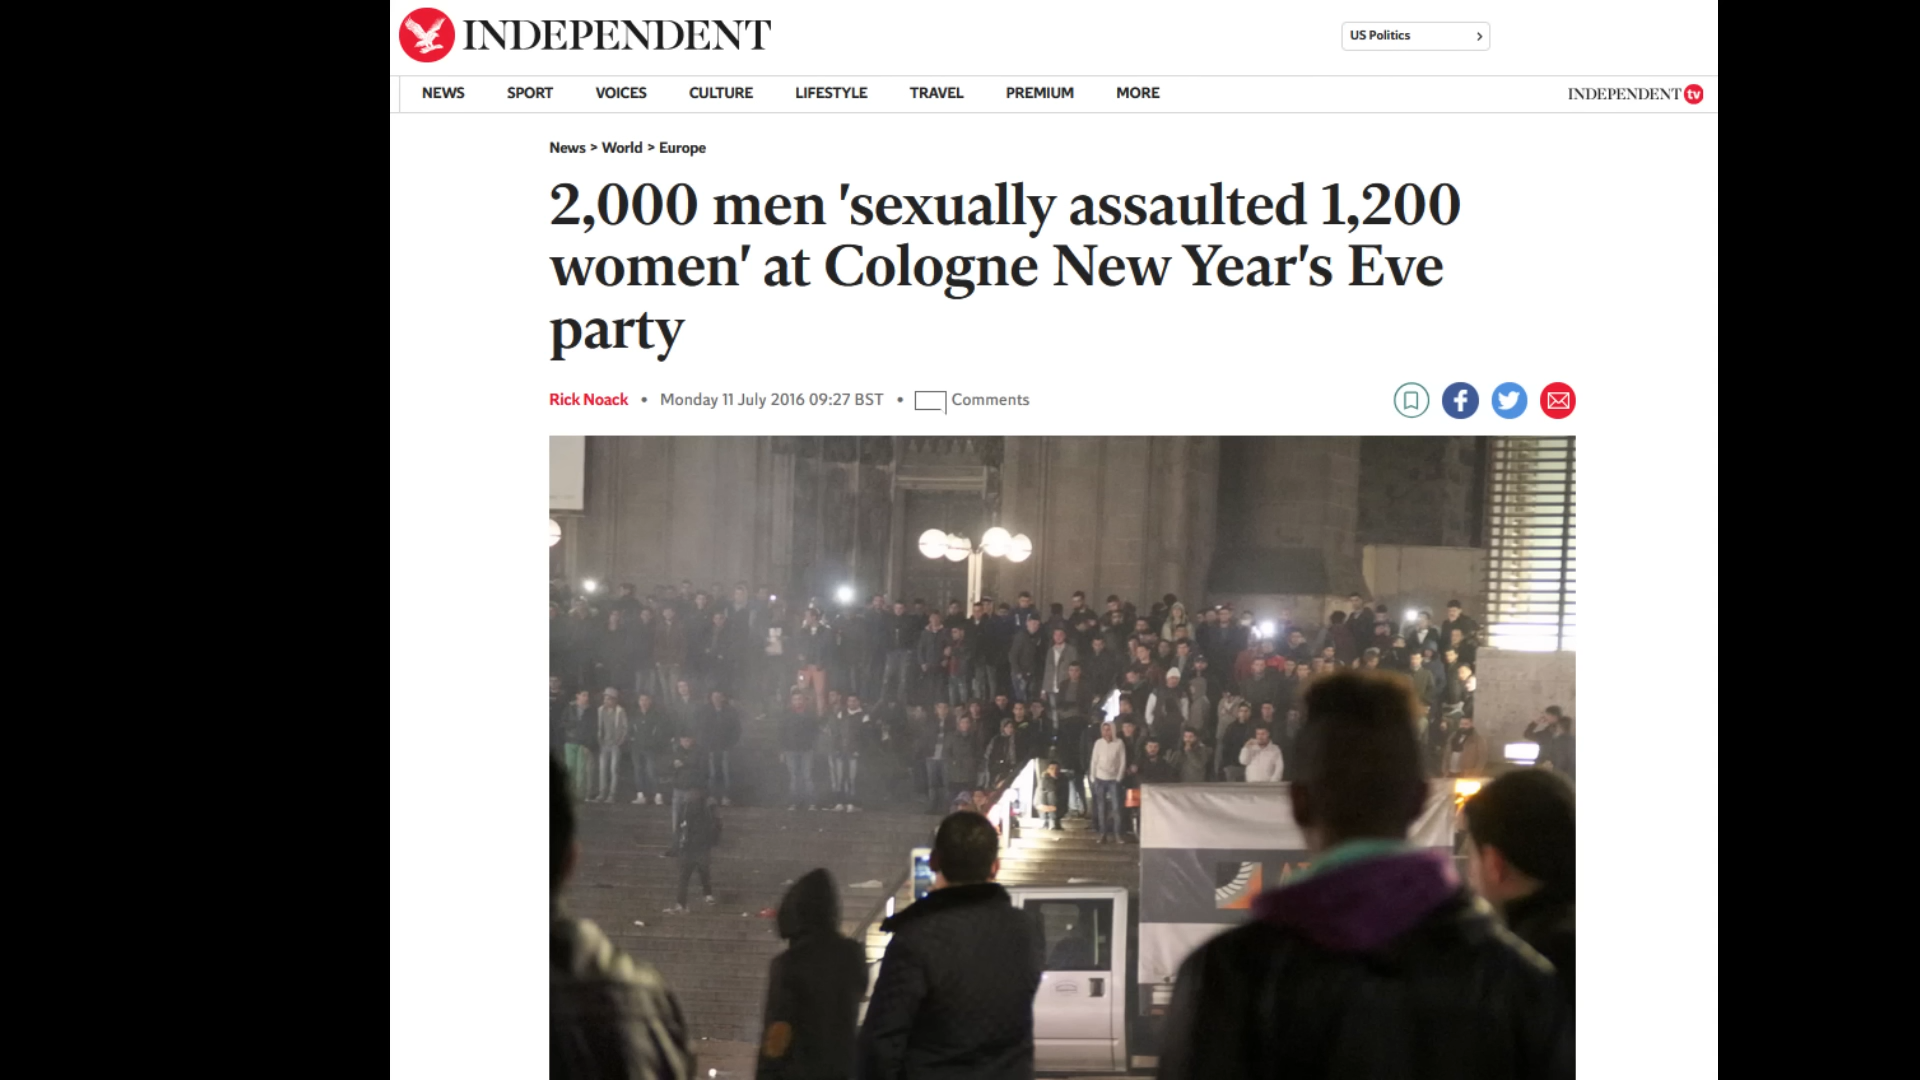 INDEPENDENT
US Politics
NEWS SPORT VOICES CULTURE LIFESTYLE TRAVEL PREMIUM MORE
INDEPENDENT tv
News > World > Europe
2,000 men 'sexually assaulted 1,200
women' at Cologne New Year's Eve
party
Rick Noack • Monday 11 July 2016 09:27 BST • Comments